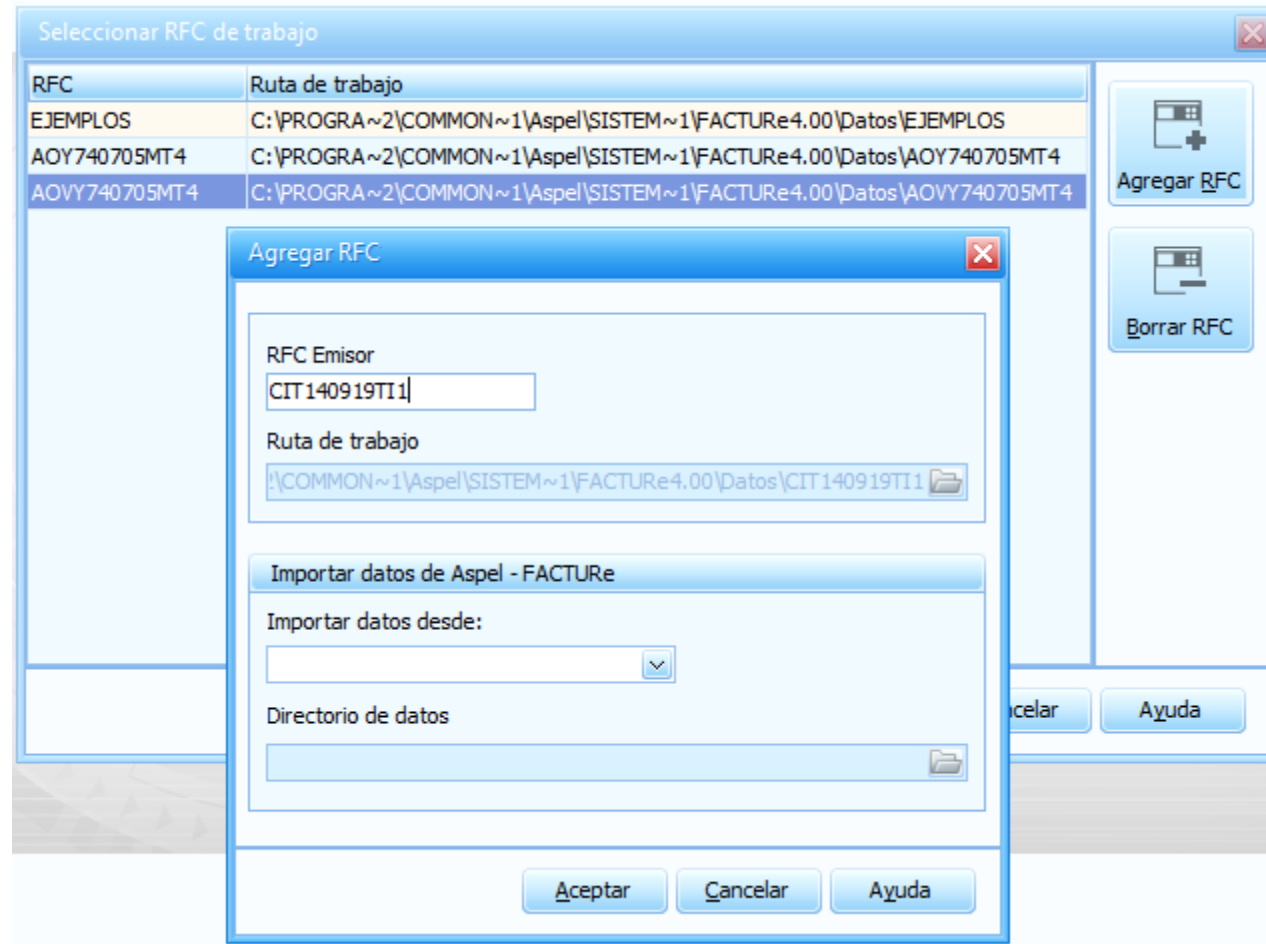 Seleccionar RFC de trabajo
RFC Ruta de trabajo
EJEMPLOS C:\PROGRA~2\COMMON~1\Aspel\SISTEM~1\FACTURe4.00\Datos\EJEMPLOS
AOY740705MT4 C:\PROGRA~2\COMMON~1\Aspel\SISTEM~1\FACTURe4.00\Datos\AOY740705MT4
AOVY740705MT4 C:\PROGRA~2\COMMON~1\Aspel\SISTEM~1\FACTURe4.00\Datos\AOVY740705MT4
Agregar RFC
Borrar RFC
Agregar RFC
RFC Emisor
CIT140919TI1
Ruta de trabajo
\COMMON~1\Aspel\SISTEM~1\FACTURe4.00\Datos\CIT140919TI1
Importar datos de Aspel - FACTURe
Importar datos desde:
Directorio de datos
Aceptar Cancelar Ayuda
celar Ayuda